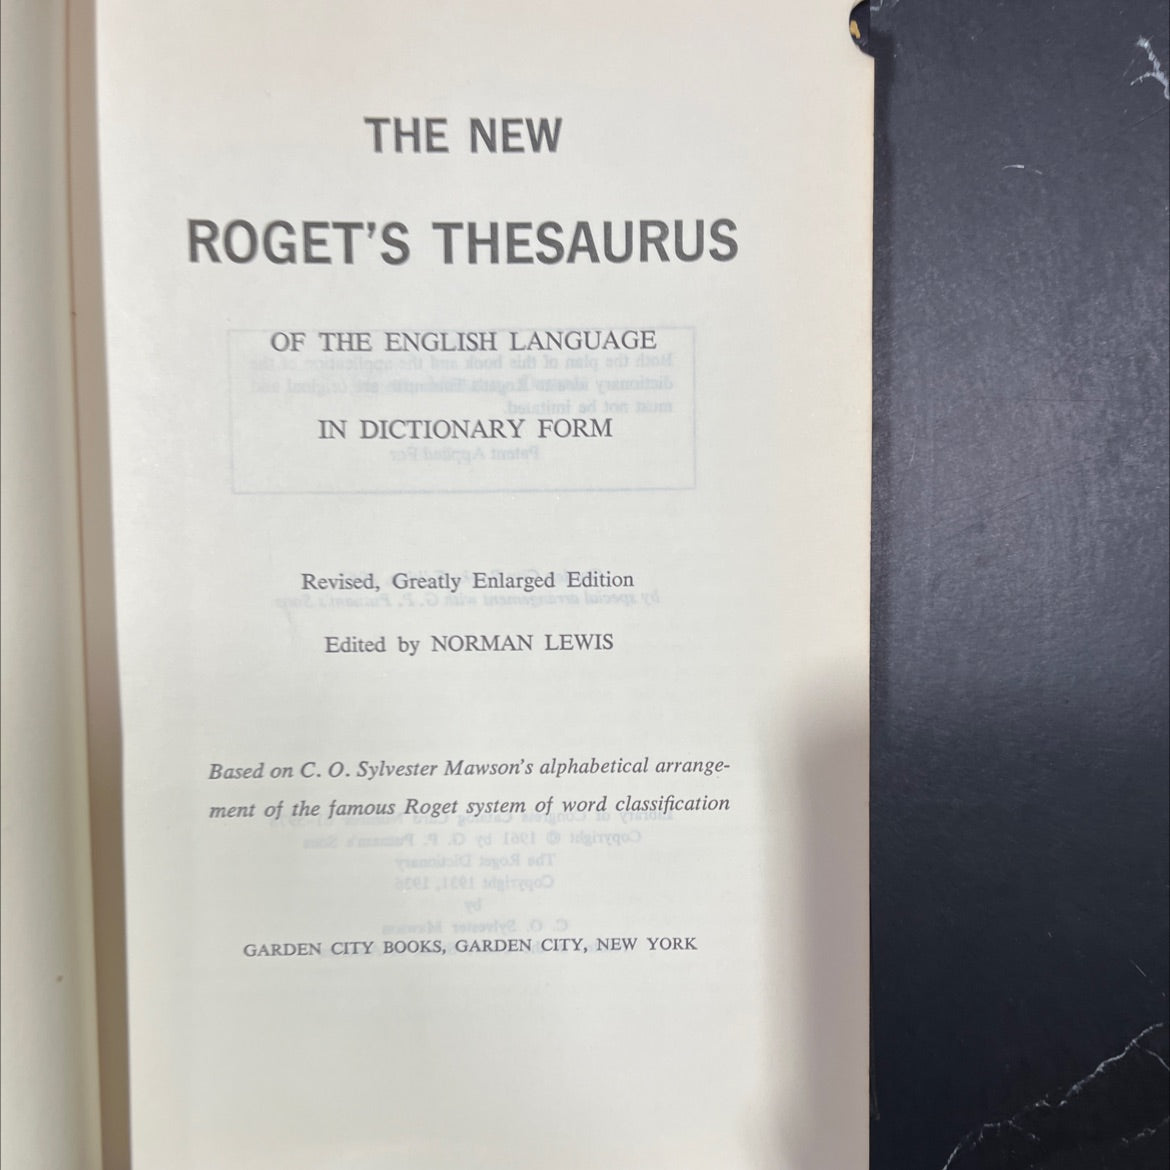 THE NEW
ROGET'S THESAURUS
OF THE ENGLISH LANGUAGE
IN DICTIONARY FORM
Revised, Greatly Enlarged Edition
Edited by NORMAN LEWIS
Based on C. O. Sylvester Mawson's alphabetical arrange-
ment of the famous Roget system of word classification
GARDEN CITY BOOKS, GARDEN CITY, NEW YORK